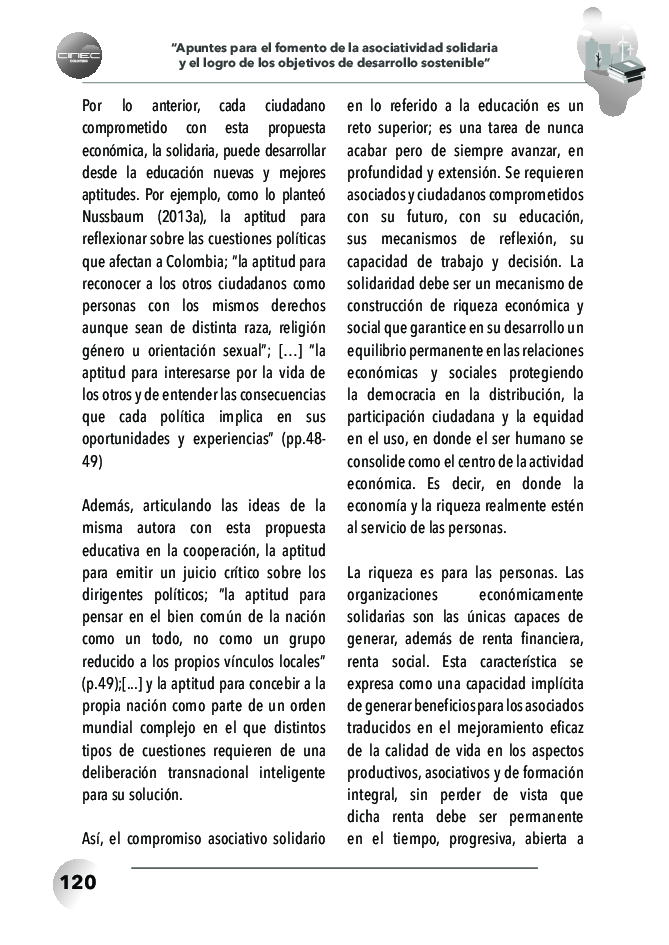 CINEC
COLOMBIA
“Apuntes para el fomento de la asociatividad solidaria
y el logro de los objetivos de desarrollo sostenible”
Por lo anterior, cada ciudadano
comprometido con esta propuesta
económica, la solidaria, puede desarrollar
desde la educación nuevas y mejores
aptitudes. Por ejemplo, como lo planteó
Nussbaum (2013a), la aptitud para
reflexionar sobre las cuestiones políticas
que afectan a Colombia; “la aptitud para
reconocer a los otros ciudadanos como
personas con los mismos derechos
aunque sean de distinta raza, religión
género u orientación sexual”; […] “la
aptitud para interesarse por la vida de
los otros y de entender las consecuencias
que cada política implica en sus
oportunidades y experiencias” (pp.48-
49)
Además, articulando las ideas de la
misma autora con esta propuesta
educativa en la cooperación, la aptitud
para emitir un juicio crítico sobre los
dirigentes políticos; “la aptitud para
pensar en el bien común de la nación
como un todo, no como un grupo
reducido a los propios vínculos locales”
(p.49);[...] y la aptitud para concebir a la
propia nación como parte de un orden
mundial complejo en el que distintos
tipos de cuestiones requieren de una
deliberación transnacional inteligente
para su solución.
Así, el compromiso asociativo solidario
en lo referido a la educación es un
reto superior; es una tarea de nunca
acabar pero de siempre avanzar, en
profundidad y extensión. Se requieren
asociados y ciudadanos comprometidos
con su futuro, con su educación,
sus mecanismos de reflexión, su
capacidad de trabajo y decisión. La
solidaridad debe ser un mecanismo de
construcción de riqueza económica y
social que garantice en su desarrollo un
equilibrio permanente en las relaciones
económicas y sociales protegiendo
la democracia en la distribución, la
participación ciudadana y la equidad
en el uso, en donde el ser humano se
consolide como el centro de la actividad
económica. Es decir, en donde la
economía y la riqueza realmente estén
al servicio de las personas.
La riqueza es para las personas. Las
organizaciones económicamente
solidarias son las únicas capaces de
generar, además de renta financiera,
renta social. Esta característica se
expresa como una capacidad implícita
de generar beneficios para los asociados
traducidos en el mejoramiento eficaz
de la calidad de vida en los aspectos
productivos, asociativos y de formación
integral, sin perder de vista que
dicha renta debe ser permanente
en el tiempo, progresiva, abierta a
120